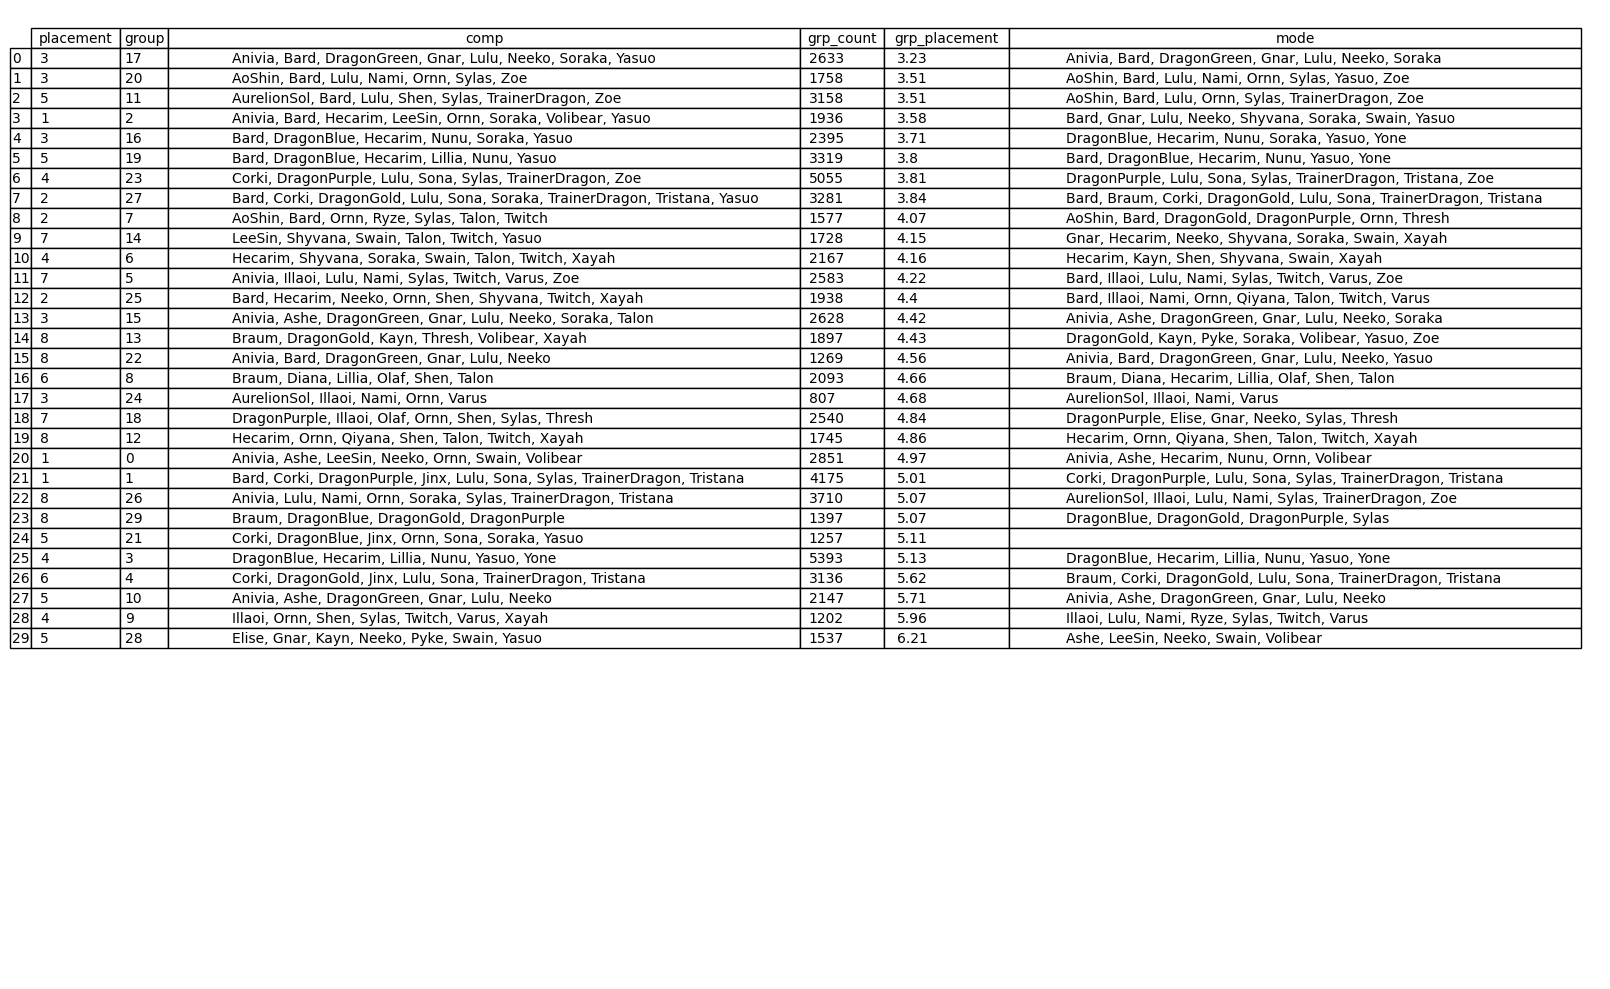 placement group comp grp_count grp_placement mode
0 3 17 Anivia, Bard, DragonGreen, Gnar, Lulu, Neeko, Soraka, Yasuo 2633 3.23 Anivia, Bard, DragonGreen, Gnar, Lulu, Neeko, Soraka
1 3 20 AoShin, Bard, Lulu, Nami, Ornn, Sylas, Zoe 1758 3.51 AoShin, Bard, Lulu, Nami, Ornn, Sylas, Yasuo, Zoe
2 5 11 AurelionSol, Bard, Lulu, Shen, Sylas, TrainerDragon, Zoe 3158 3.51 AoShin, Bard, Lulu, Ornn, Sylas, TrainerDragon, Zoe
3 1 2 Anivia, Bard, Hecarim, LeeSin, Ornn, Soraka, Volibear, Yasuo 1936 3.58 Bard, Gnar, Lulu, Neeko, Shyvana, Soraka, Swain, Yasuo
4 3 16 Bard, DragonBlue, Hecarim, Nunu, Soraka, Yasuo 2395 3.71 DragonBlue, Hecarim, Nunu, Soraka, Yasuo, Yone
5 5 19 Bard, DragonBlue, Hecarim, Lillia, Nunu, Yasuo 3319 3.8 Bard, DragonBlue, Hecarim, Nunu, Yasuo, Yone
6 4 23 Corki, DragonPurple, Lulu, Sona, Sylas, TrainerDragon, Zoe 5055 3.81 DragonPurple, Lulu, Sona, Sylas, TrainerDragon, Tristana, Zoe
7 2 27 Bard, Corki, DragonGold, Lulu, Sona, Soraka, TrainerDragon, Tristana, Yasuo 3281 3.84 Bard, Braum, Corki, DragonGold, Lulu, Sona, TrainerDragon, Tristana
8 2 7 AoShin, Bard, Ornn, Ryze, Sylas, Talon, Twitch 1577 4.07 AoShin, Bard, DragonGold, DragonPurple, Ornn, Thresh
9 7 14 LeeSin, Shyvana, Swain, Talon, Twitch, Yasuo 1728 4.15 Gnar, Hecarim, Neeko, Shyvana, Soraka, Swain, Xayah
10 4 6 Hecarim, Shyvana, Soraka, Swain, Talon, Twitch, Xayah 2167 4.16 Hecarim, Kayn, Shen, Shyvana, Swain, Xayah
11 7 5 Anivia, Illaoi, Lulu, Nami, Sylas, Twitch, Varus, Zoe 2583 4.22 Bard, Illaoi, Lulu, Nami, Sylas, Twitch, Varus, Zoe
12 2 25 Bard, Hecarim, Neeko, Ornn, Shen, Shyvana, Twitch, Xayah 1938 4.4 Bard, Illaoi, Nami, Ornn, Qiyana, Talon, Twitch, Varus
13 3 15 Anivia, Ashe, DragonGreen, Gnar, Lulu, Neeko, Soraka, Talon 2628 4.42 Anivia, Ashe, DragonGreen, Gnar, Lulu, Neeko, Soraka
14 8 13 Braum, DragonGold, Kayn, Thresh, Volibear, Xayah 1897 4.43 DragonGold, Kayn, Pyke, Soraka, Volibear, Yasuo, Zoe
15 8 22 Anivia, Bard, DragonGreen, Gnar, Lulu, Neeko 1269 4.56 Anivia, Bard, DragonGreen, Gnar, Lulu, Neeko, Yasuo
16 6 8 Braum, Diana, Lillia, Olaf, Shen, Talon 2093 4.66 Braum, Diana, Hecarim, Lillia, Olaf, Shen, Talon
17 3 24 AurelionSol, Illaoi, Nami, Ornn, Varus 807 4.68 AurelionSol, Illaoi, Nami, Varus
18 7 18 DragonPurple, Illaoi, Olaf, Ornn, Shen, Sylas, Thresh 2540 4.84 DragonPurple, Elise, Gnar, Neeko, Sylas, Thresh
19 8 12 Hecarim, Ornn, Qiyana, Shen, Talon, Twitch, Xayah 1745 4.86 Hecarim, Ornn, Qiyana, Shen, Talon, Twitch, Xayah
20 1 0 Anivia, Ashe, LeeSin, Neeko, Ornn, Swain, Volibear 2851 4.97 Anivia, Ashe, Hecarim, Nunu, Ornn, Volibear
21 1 1 Bard, Corki, DragonPurple, Jinx, Lulu, Sona, Sylas, TrainerDragon, Tristana 4175 5.01 Corki, DragonPurple, Lulu, Sona, Sylas, TrainerDragon, Tristana
22 8 26 Anivia, Lulu, Nami, Ornn, Soraka, Sylas, TrainerDragon, Tristana 3710 5.07 AurelionSol, Illaoi, Lulu, Nami, Sylas, TrainerDragon, Zoe
23 8 29 Braum, DragonBlue, DragonGold, DragonPurple 1397 5.07 DragonBlue, DragonGold, DragonPurple, Sylas
24 5 21 Corki, DragonBlue, Jinx, Ornn, Sona, Soraka, Yasuo 1257 5.11
25 4 3 DragonBlue, Hecarim, Lillia, Nunu, Yasuo, Yone 5393 5.13 DragonBlue, Hecarim, Lillia, Nunu, Yasuo, Yone
26 6 4 Corki, DragonGold, Jinx, Lulu, Sona, TrainerDragon, Tristana 3136 5.62 Braum, Corki, DragonGold, Lulu, Sona, TrainerDragon, Tristana
27 5 10 Anivia, Ashe, DragonGreen, Gnar, Lulu, Neeko 2147 5.71 Anivia, Ashe, DragonGreen, Gnar, Lulu, Neeko
28 4 9 Illaoi, Ornn, Shen, Sylas, Twitch, Varus, Xayah 1202 5.96 Illaoi, Lulu, Nami, Ryze, Sylas, Twitch, Varus
29 5 28 Elise, Gnar, Kayn, Neeko, Pyke, Swain, Yasuo 1537 6.21 Ashe, LeeSin, Neeko, Swain, Volibear